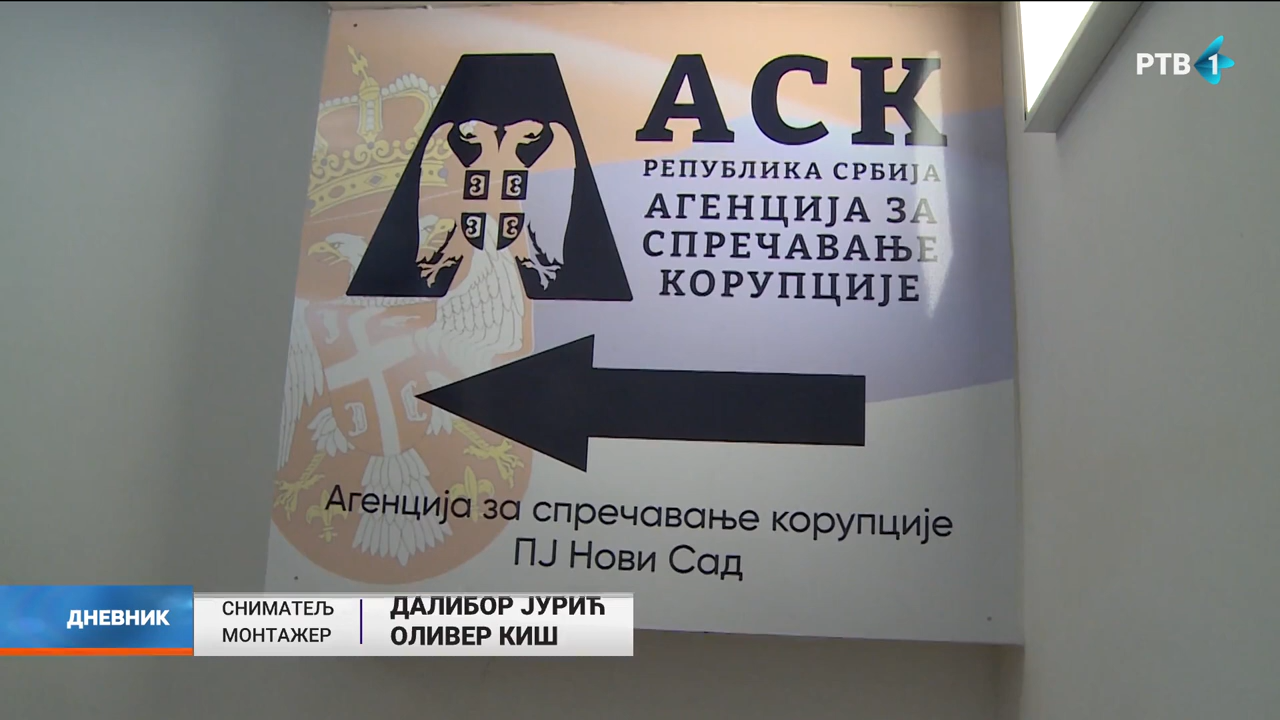 РТВ 1
АСК
РЕПУБЛИКА СРБИЈА
АГЕНЦИЈА ЗА
СПРЕЧАВАЊЕ
КОРУПЦИЈЕ
Агенција за спречавање корупције
ПЈ Нови Сад
ДНЕВНИК
СНИМАТЕЉ ДАЛИБОР ЈУРИЋ
МОНТАЖЕР ОЛИВЕР КИШ